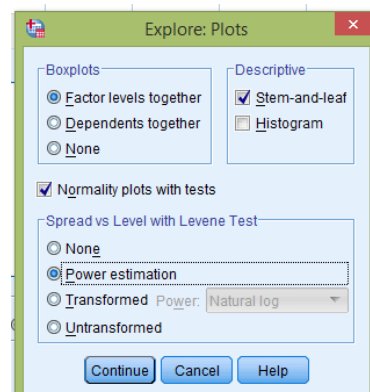 Explore: Plots
Boxplots
Factor levels together
Dependents together
None
Descriptive
Stem-and-leaf
Histogram
Normality plots with tests
Spread vs Level with Levene Test
None
Power estimation
Transformed Power: Natural log
Untransformed
Continue Cancel Help